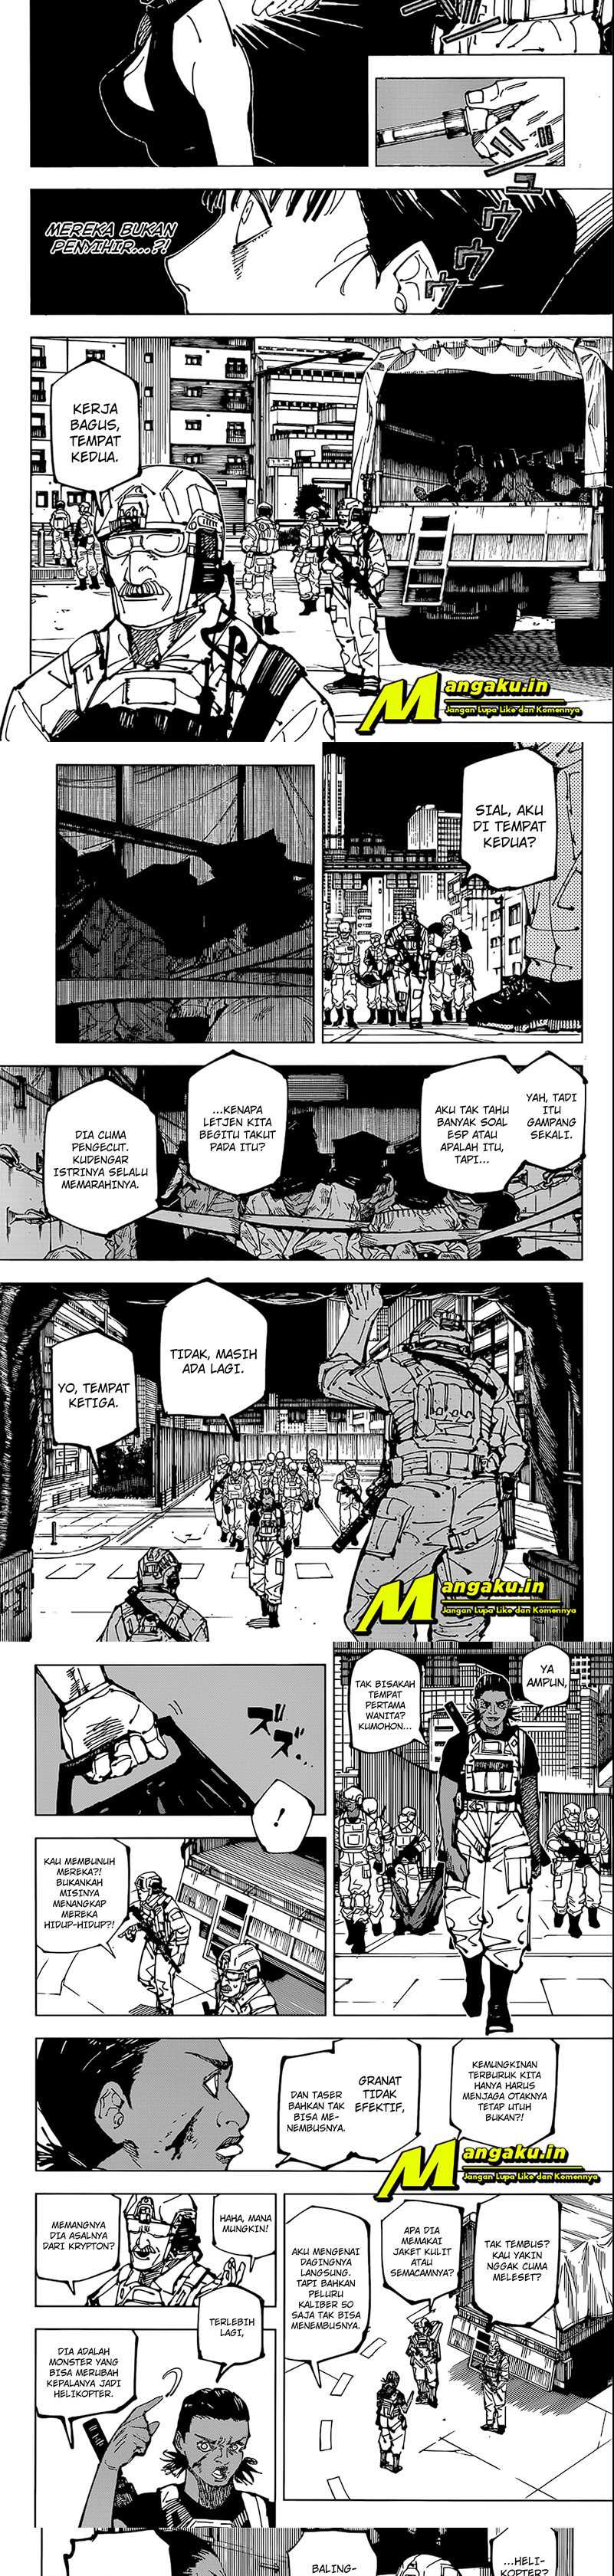 MEREKA BUKAN
PENYIHIR...?!
ュ
ウ
ウ
ウ
KERJA
BAGUS,
TEMPAT
KEDUA.
Mangaku.in
Jangan Lupa Like dan Komennya
SIAL, AKU
DI TEMPAT
KEDUA?
YAH, TADI
ITU
GAMPANG
SEKALI.
AKU TAK TAHU
BANYAK SOAL
ESP ATAU
APALAH ITU,
TAPI...
...KENAPA
LETJEN KITA
BEGITU TAKUT
PADA ITU?
DIA CUMA
PENGECUT.
KUDENGAR
ISTRINYA SELALU
MEMARAHINYA.
TIDAK, MASIH
ADA LAGI.
YO, TEMPAT
KETIGA.
Mangaku.in
Jangan Lupa Like dan Komennya
YA
AMPUN,
TAK BISAKAH
TEMPAT
PERTAMA
WANITA?
KUMOHON...
ズズ
!
KAU MEMBUNUH
MEREKA?!
BUKANKAH
MISINYA
MENANGKAP
MEREKA
HIDUP-HIDUP?!
KEMUNGKINAN
TERBURUK KITA
HANYA HARUS
MENJAGA OTAKNYA
TETAP UTUH
BUKAN?!
GRANAT
TIDAK
EFEKTIF,
DAN TASER
BAHKAN TAK
BISA ME-
NEMBUSNYA.
Mangaku.in
Jangan Lupa Like dan Komennya
TAK TEMBUS?
KAU YAKIN
NGGAK CUMA
MELESET?
APA DIA
MEMAKAI
JAKET KULIT
ATAU
SEMACAMNYA?
AKU MENGENAI
DAGINGNYA
LANGSUNG.
TAPI BAHKAN
PELURU
KALIBER 50
SAJA TAK BISA
MENEMBUSNYA.
HAHA, MANA
MUNGKIN!
MEMANGNYA
DIA ASALNYA
DARI KRYPTON?
TERLEBIH
LAGI,
DIA ADALAH
MONSTER YANG
BISA MERUBAH
KEPALANYA JADI
HELIKOPTER.
...HELI-
KOPTER?
BALING-